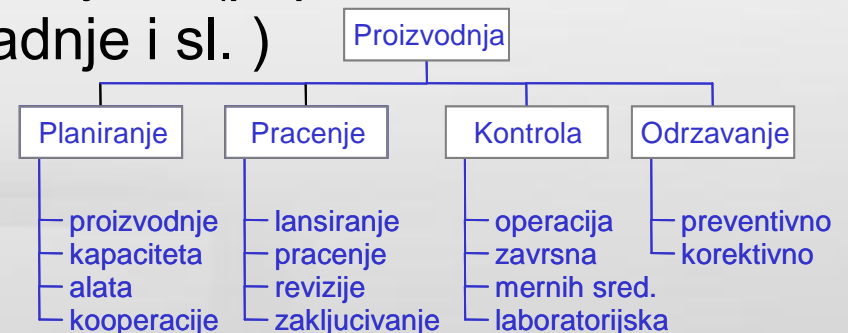 adnje i sl. )
Proizvodnja
Planiranje
Pracenje
Kontrola
Odrzavanje
proizvodnje
kapaciteta
alata
kooperacije
lansiranje
pracenje
revizije
zakljucivanje
operacija
zavrsna
mernih sred.
laboratorijska
preventivno
korektivno